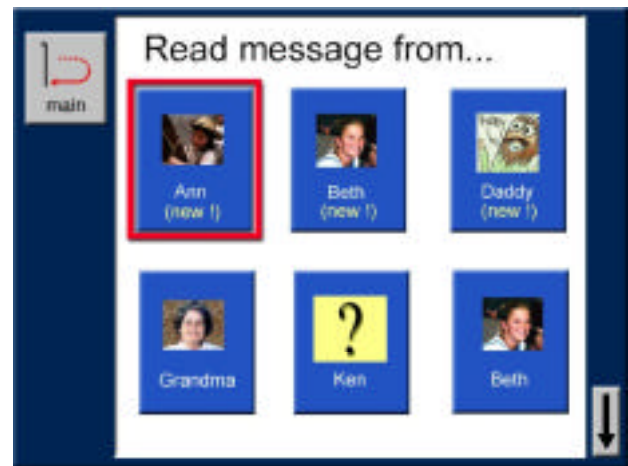 Read message from...
main
Ann
(new !)
Beth
(new !)
Daddy
(new !)
Grandma
?
Ken
Beth